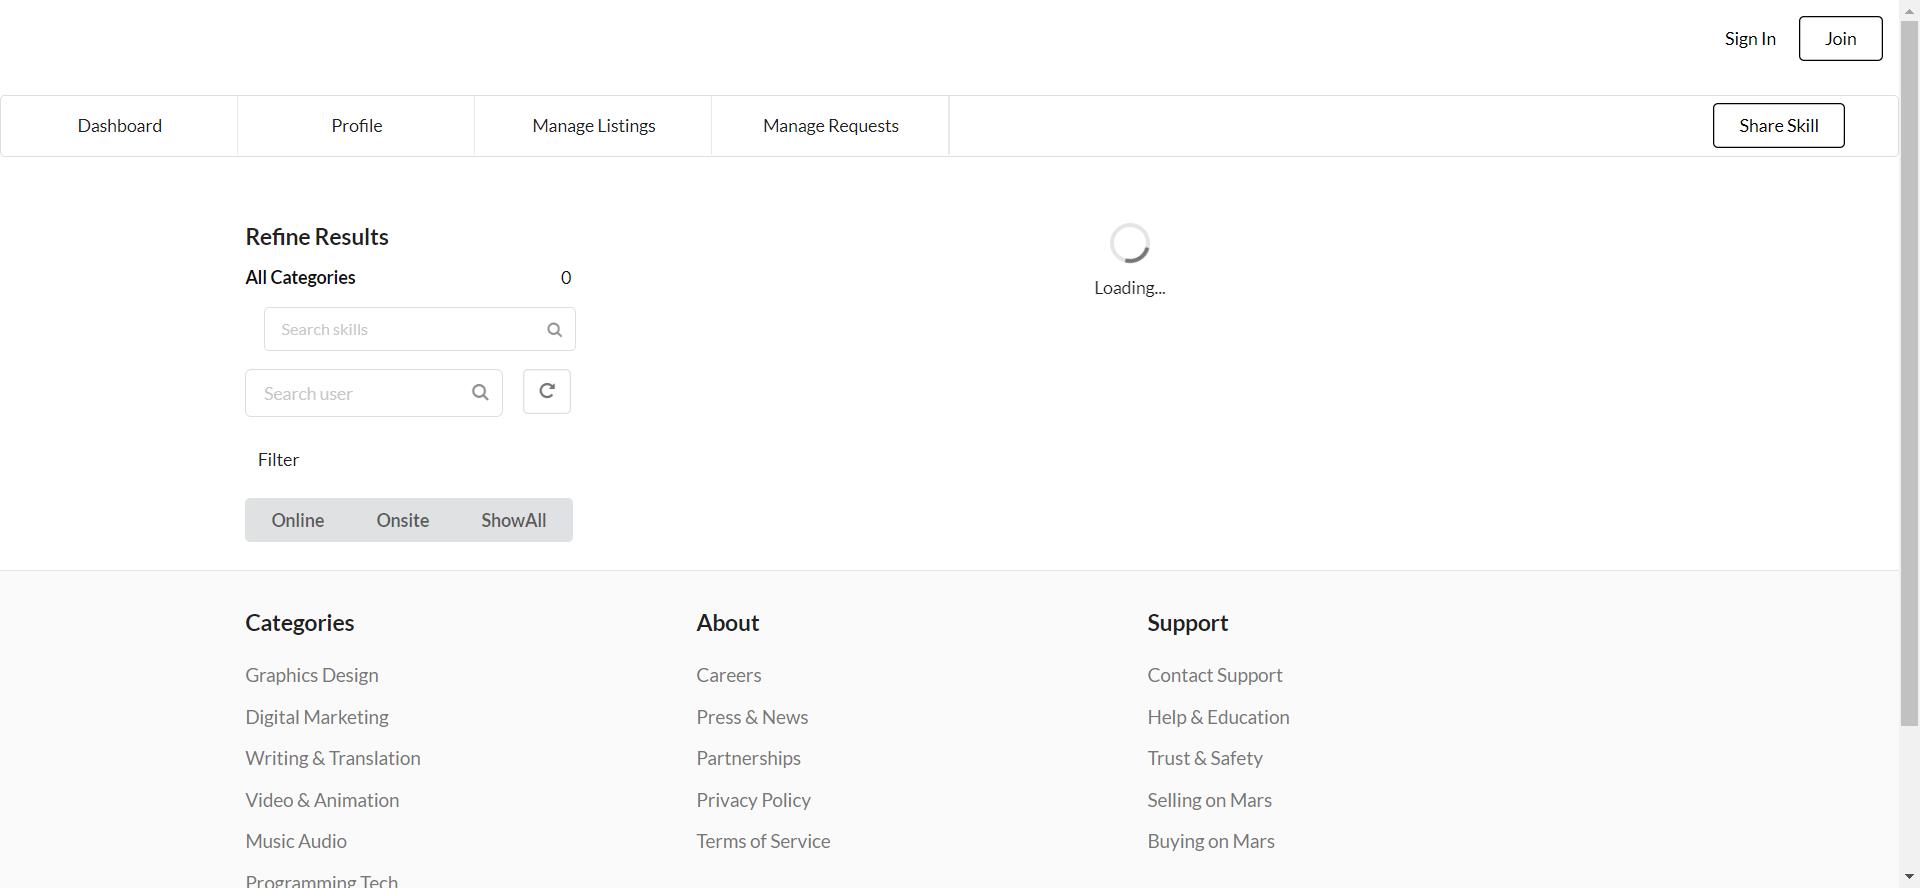 Sign In
Join
Dashboard
Profile
Manage Listings
Manage Requests
Share Skill
Refine Results
All Categories
0
Search skills
Search user
Filter
Online
Onsite
ShowAll
Loading...
Categories
Graphics Design
Digital Marketing
Writing & Translation
Video & Animation
Music Audio
Programming Tech
About
Careers
Press & News
Partnerships
Privacy Policy
Terms of Service
Support
Contact Support
Help & Education
Trust & Safety
Selling on Mars
Buying on Mars